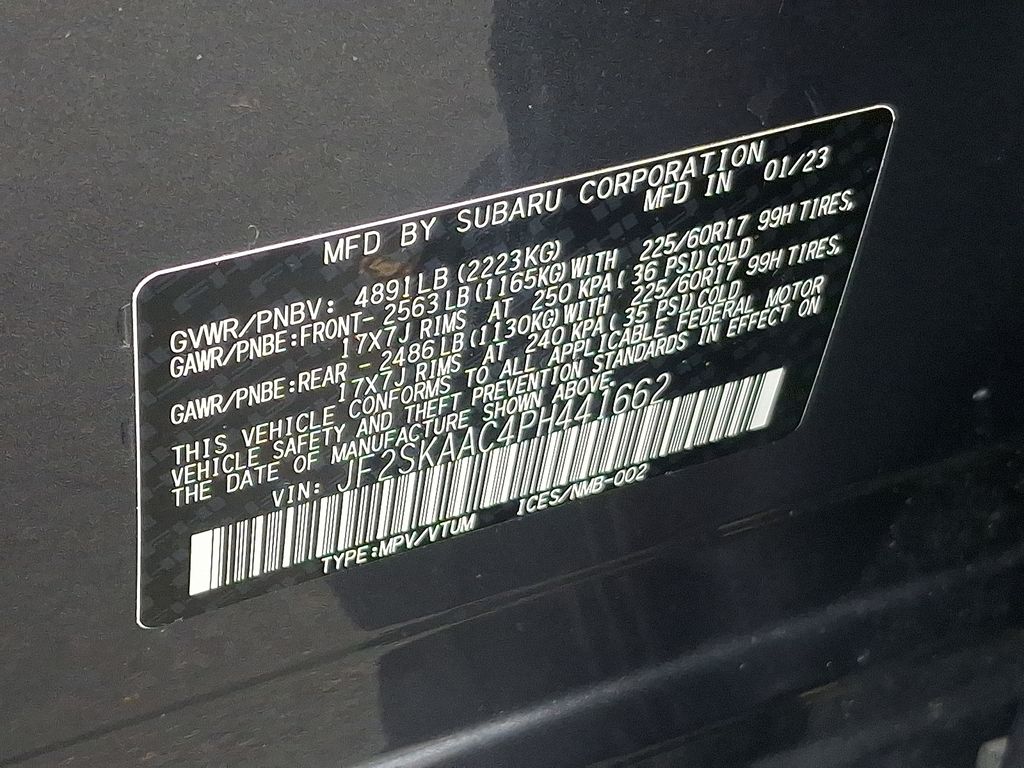 MFD BY SUBARU CORPORATION
MFD IN 01/23
GVWR/PNBV: 4891LB(2223KG)
GAWR/PNBE:FRONT- 2563LB(1165KG)WITH 225/60R17 99H TIRES,
17X7J RIMS AT 250 KPA(36 PSI)COLD
GAWR/PNBE:REAR - 2486LB(1130KG)WITH 225/60R17 99H TIRES,
17X7J RIMS AT 240 KPA(35 PSI)COLD
THIS VEHICLE CONFORMS TO ALL APPLICABLE FEDERAL MOTOR
VEHICLE SAFETY AND THEFT PREVENTION STANDARDS IN EFFECT ON
THE DATE OF MANUFACTURE SHOWN ABOVE.
VIN: JF2SKAAC4PH441662
TYPE:MPV/VTUM ICES/NMB-002